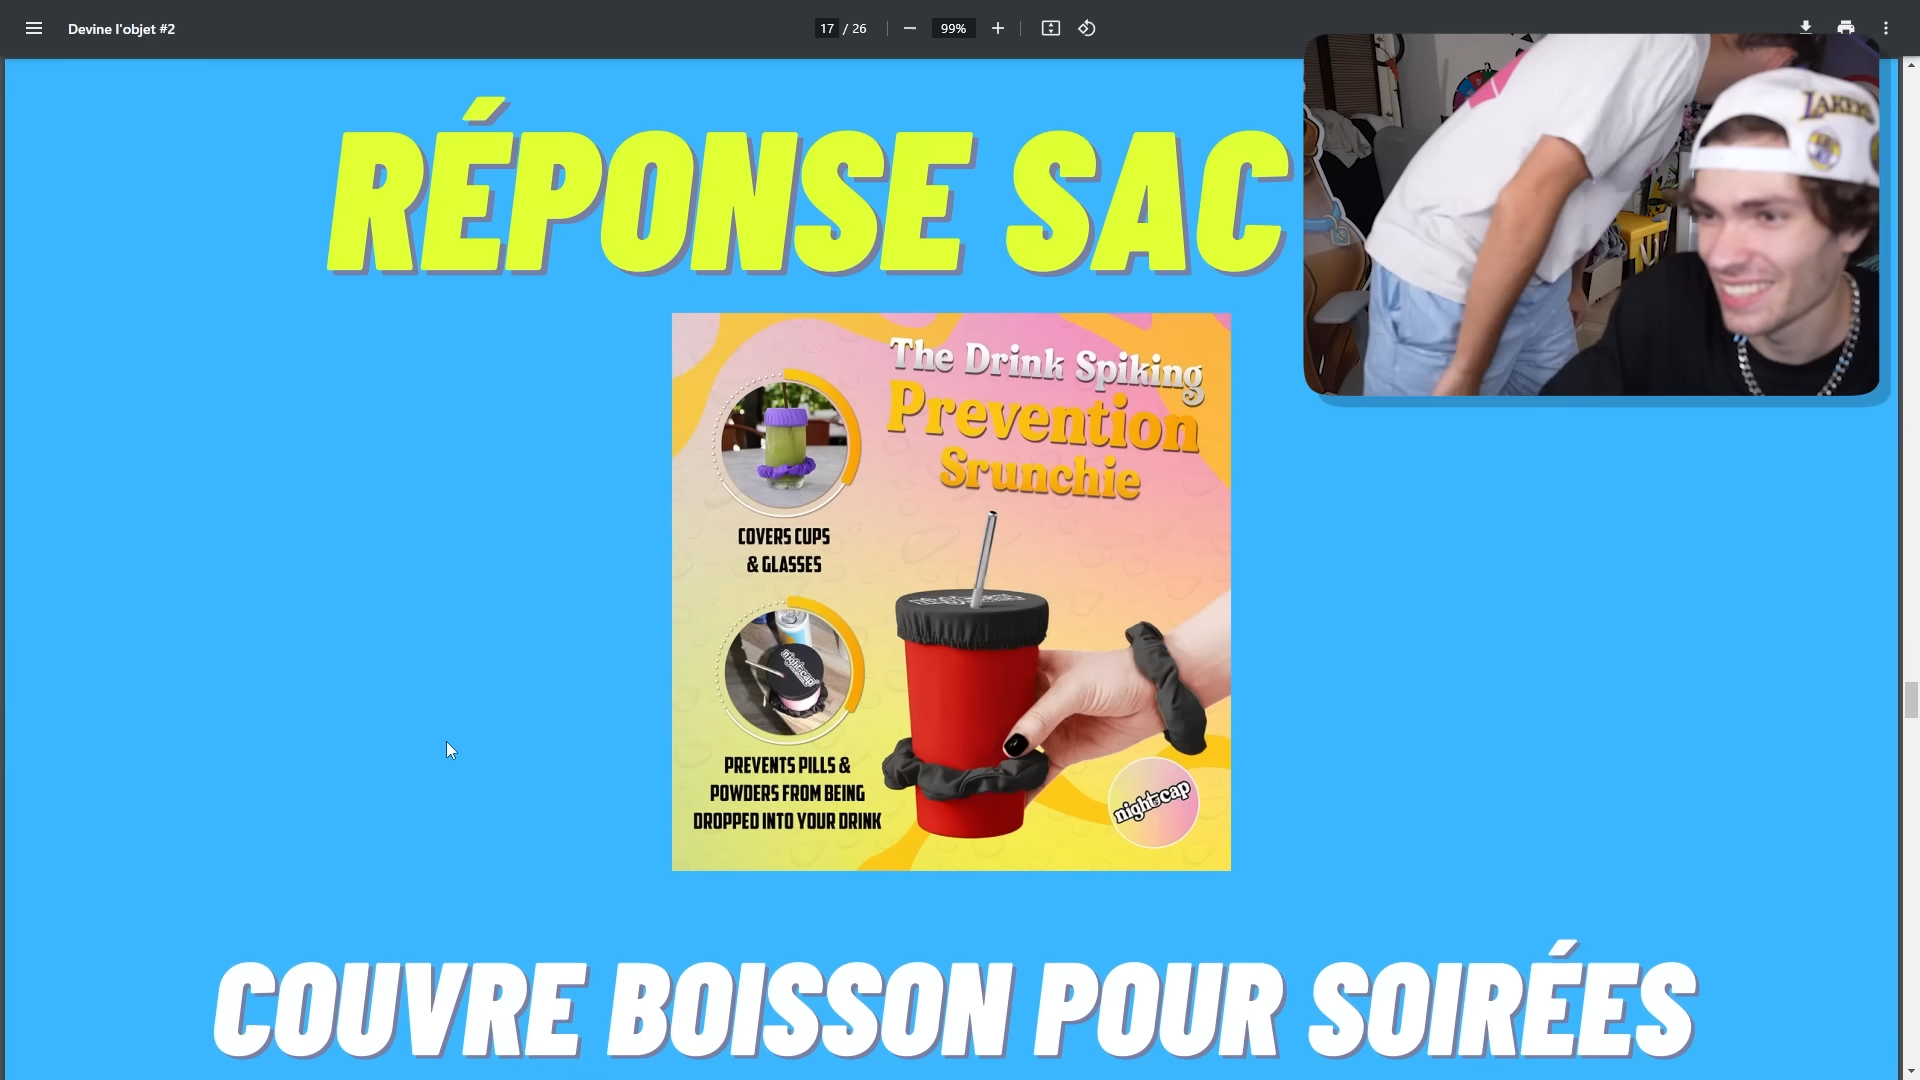 Devine l'objet #2
17 / 26
99%
RÉPONSE SAC
LAKERS
The Drink Spiking
Prevention
Srunchie
COVERS CUPS
& GLASSES
PREVENTS PILLS &
POWDERS FROM BEING
DROPPED INTO YOUR DRINK
nightcap
nightcap
COUVRE BOISSON POUR SOIRÉES